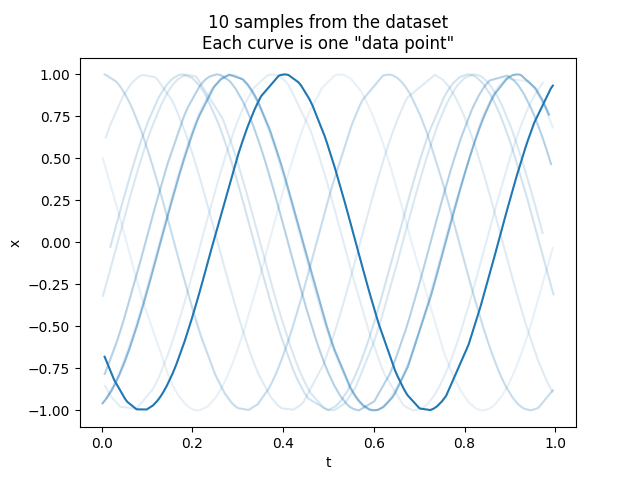 10 samples from the dataset
Each curve is one "data point"
1.00
0.75
0.50
0.25
0.00
−0.25
−0.50
−0.75
−1.00
x
0.0 0.2 0.4 0.6 0.8 1.0
t